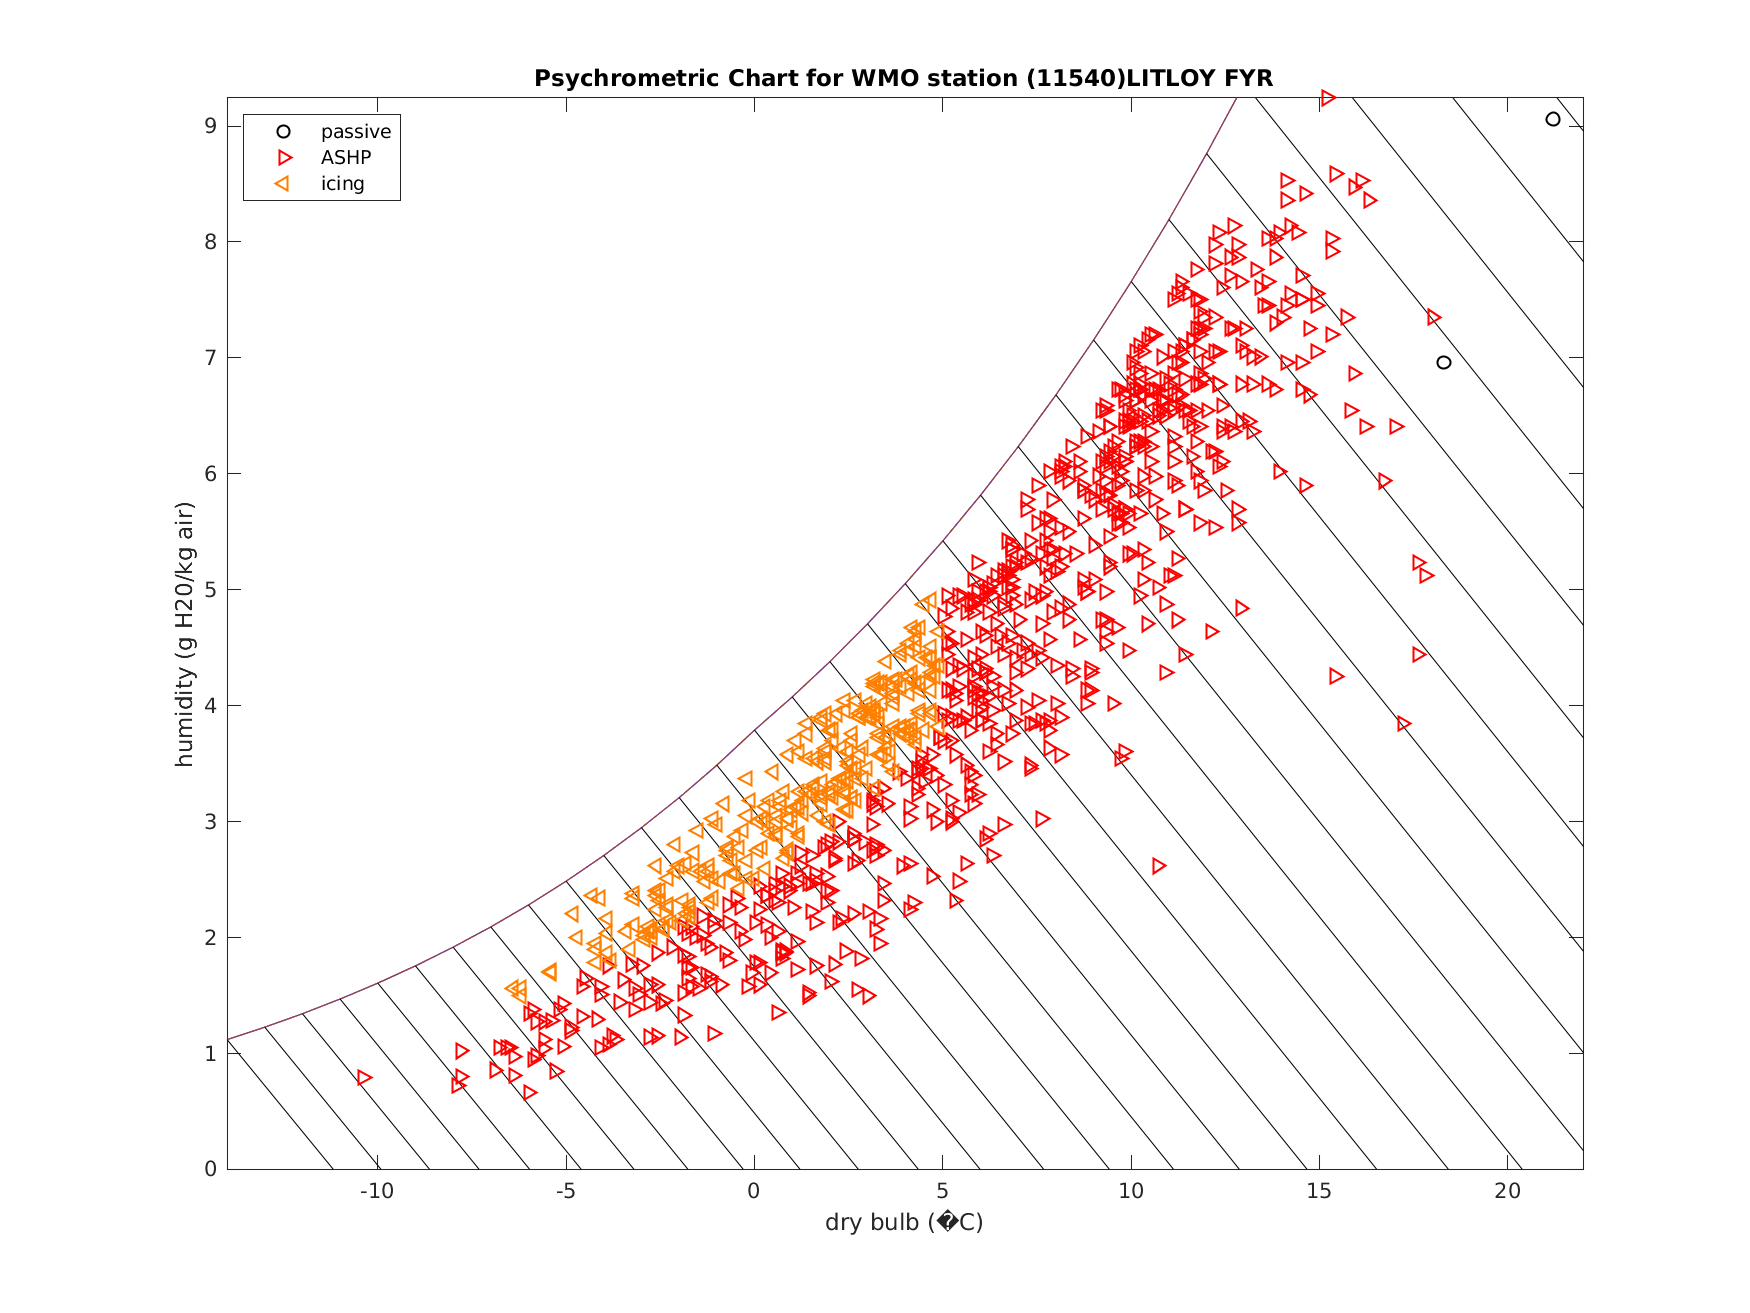 Psychrometric Chart for WMO station (11540)LITLOY FYR
passive
ASHP
icing
9
8
7
6
5
4
3
2
1
0
humidity (g H20/kg air)
-10 -5 0 5 10 15 20
dry bulb (�C)